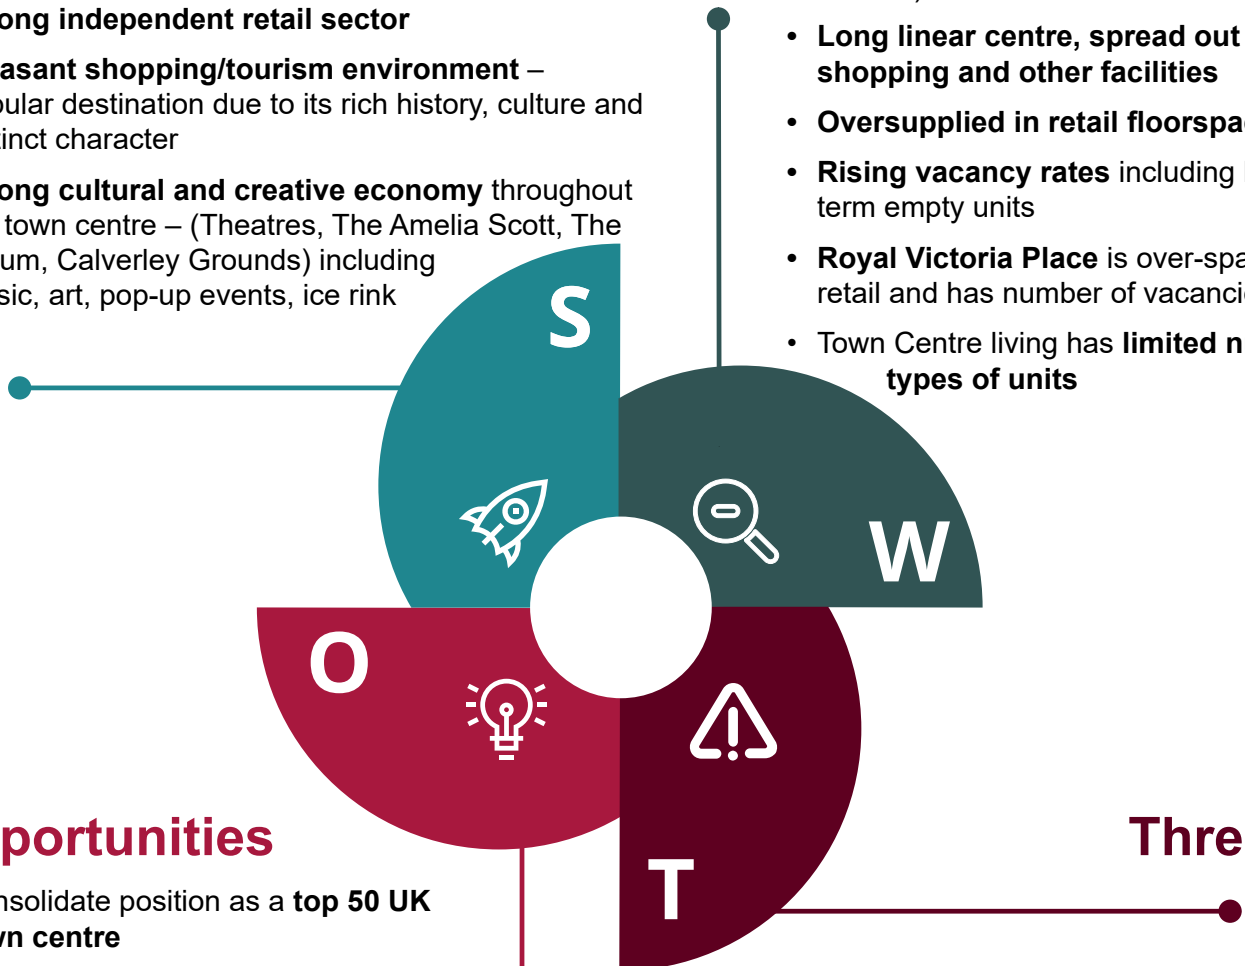 ong independent retail sector
asant shopping/tourism environment –
pular destination due to its rich history, culture and
tinct character
ong cultural and creative economy throughout
town centre – (Theatres, The Amelia Scott, The
um, Calverley Grounds) including
sic, art, pop-up events, ice rink
• Long linear centre, spread out
shopping and other facilities
• Oversupplied in retail floorspa
• Rising vacancy rates including
term empty units
• Royal Victoria Place is over-spa
retail and has number of vacanci
• Town Centre living has limited n
types of units
S
W
O
T
portunities
nsolidate position as a top 50 UK
wn centre
Thre